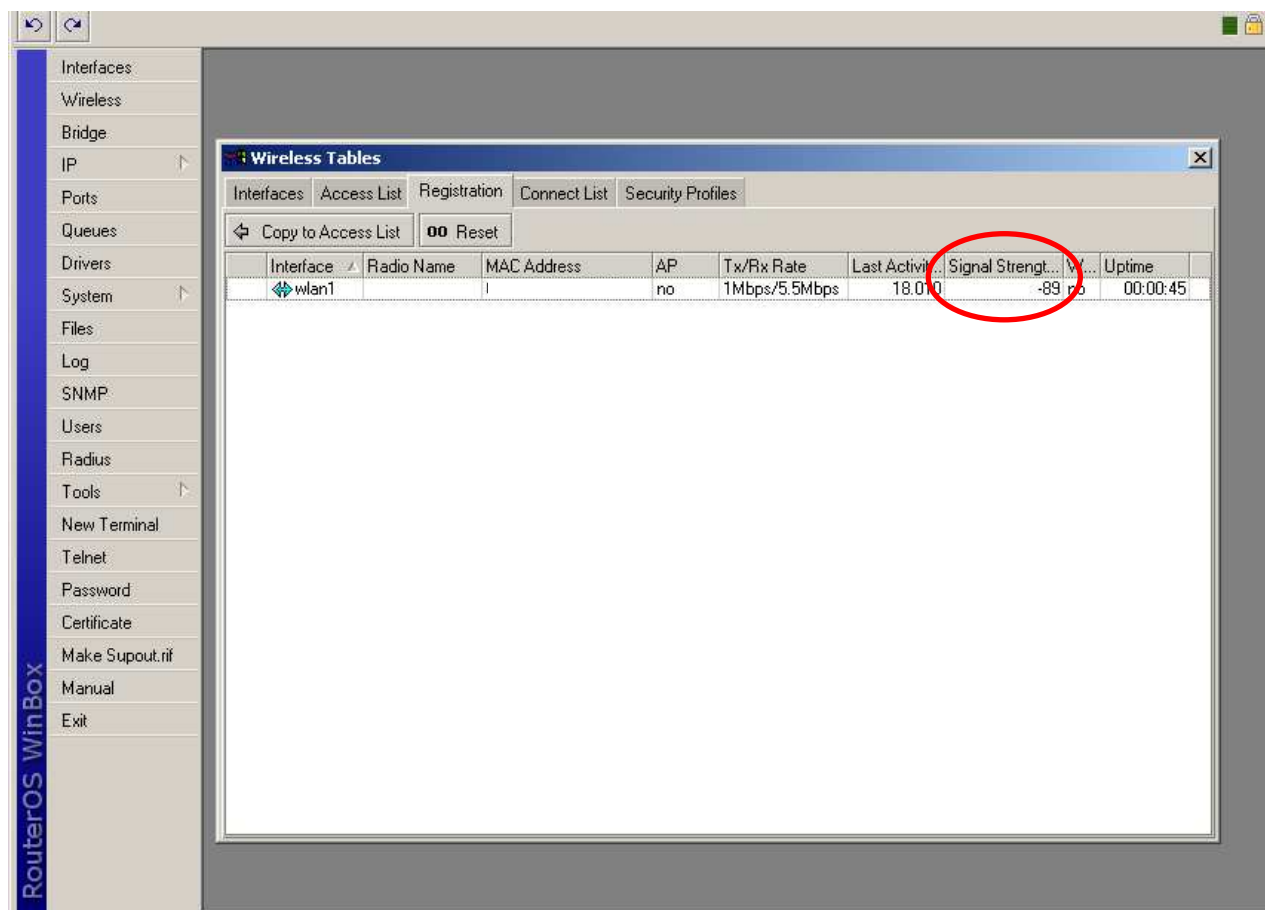 Interfaces
Wireless
Bridge
IP
Ports
Queues
Drivers
System
Files
Log
SNMP
Users
Radius
Tools
New Terminal
Telnet
Password
Certificate
Make Supout.rif
Manual
Exit
RouterOS WinBox
Wireless Tables
Interfaces Access List Registration Connect List Security Profiles
Copy to Access List 00 Reset
Interface Radio Name MAC Address AP Tx/Rx Rate Last Activit... Signal Strengt... W... Uptime
wlan1 no 1Mbps/5.5Mbps 18.010 -89 no 00:00:45